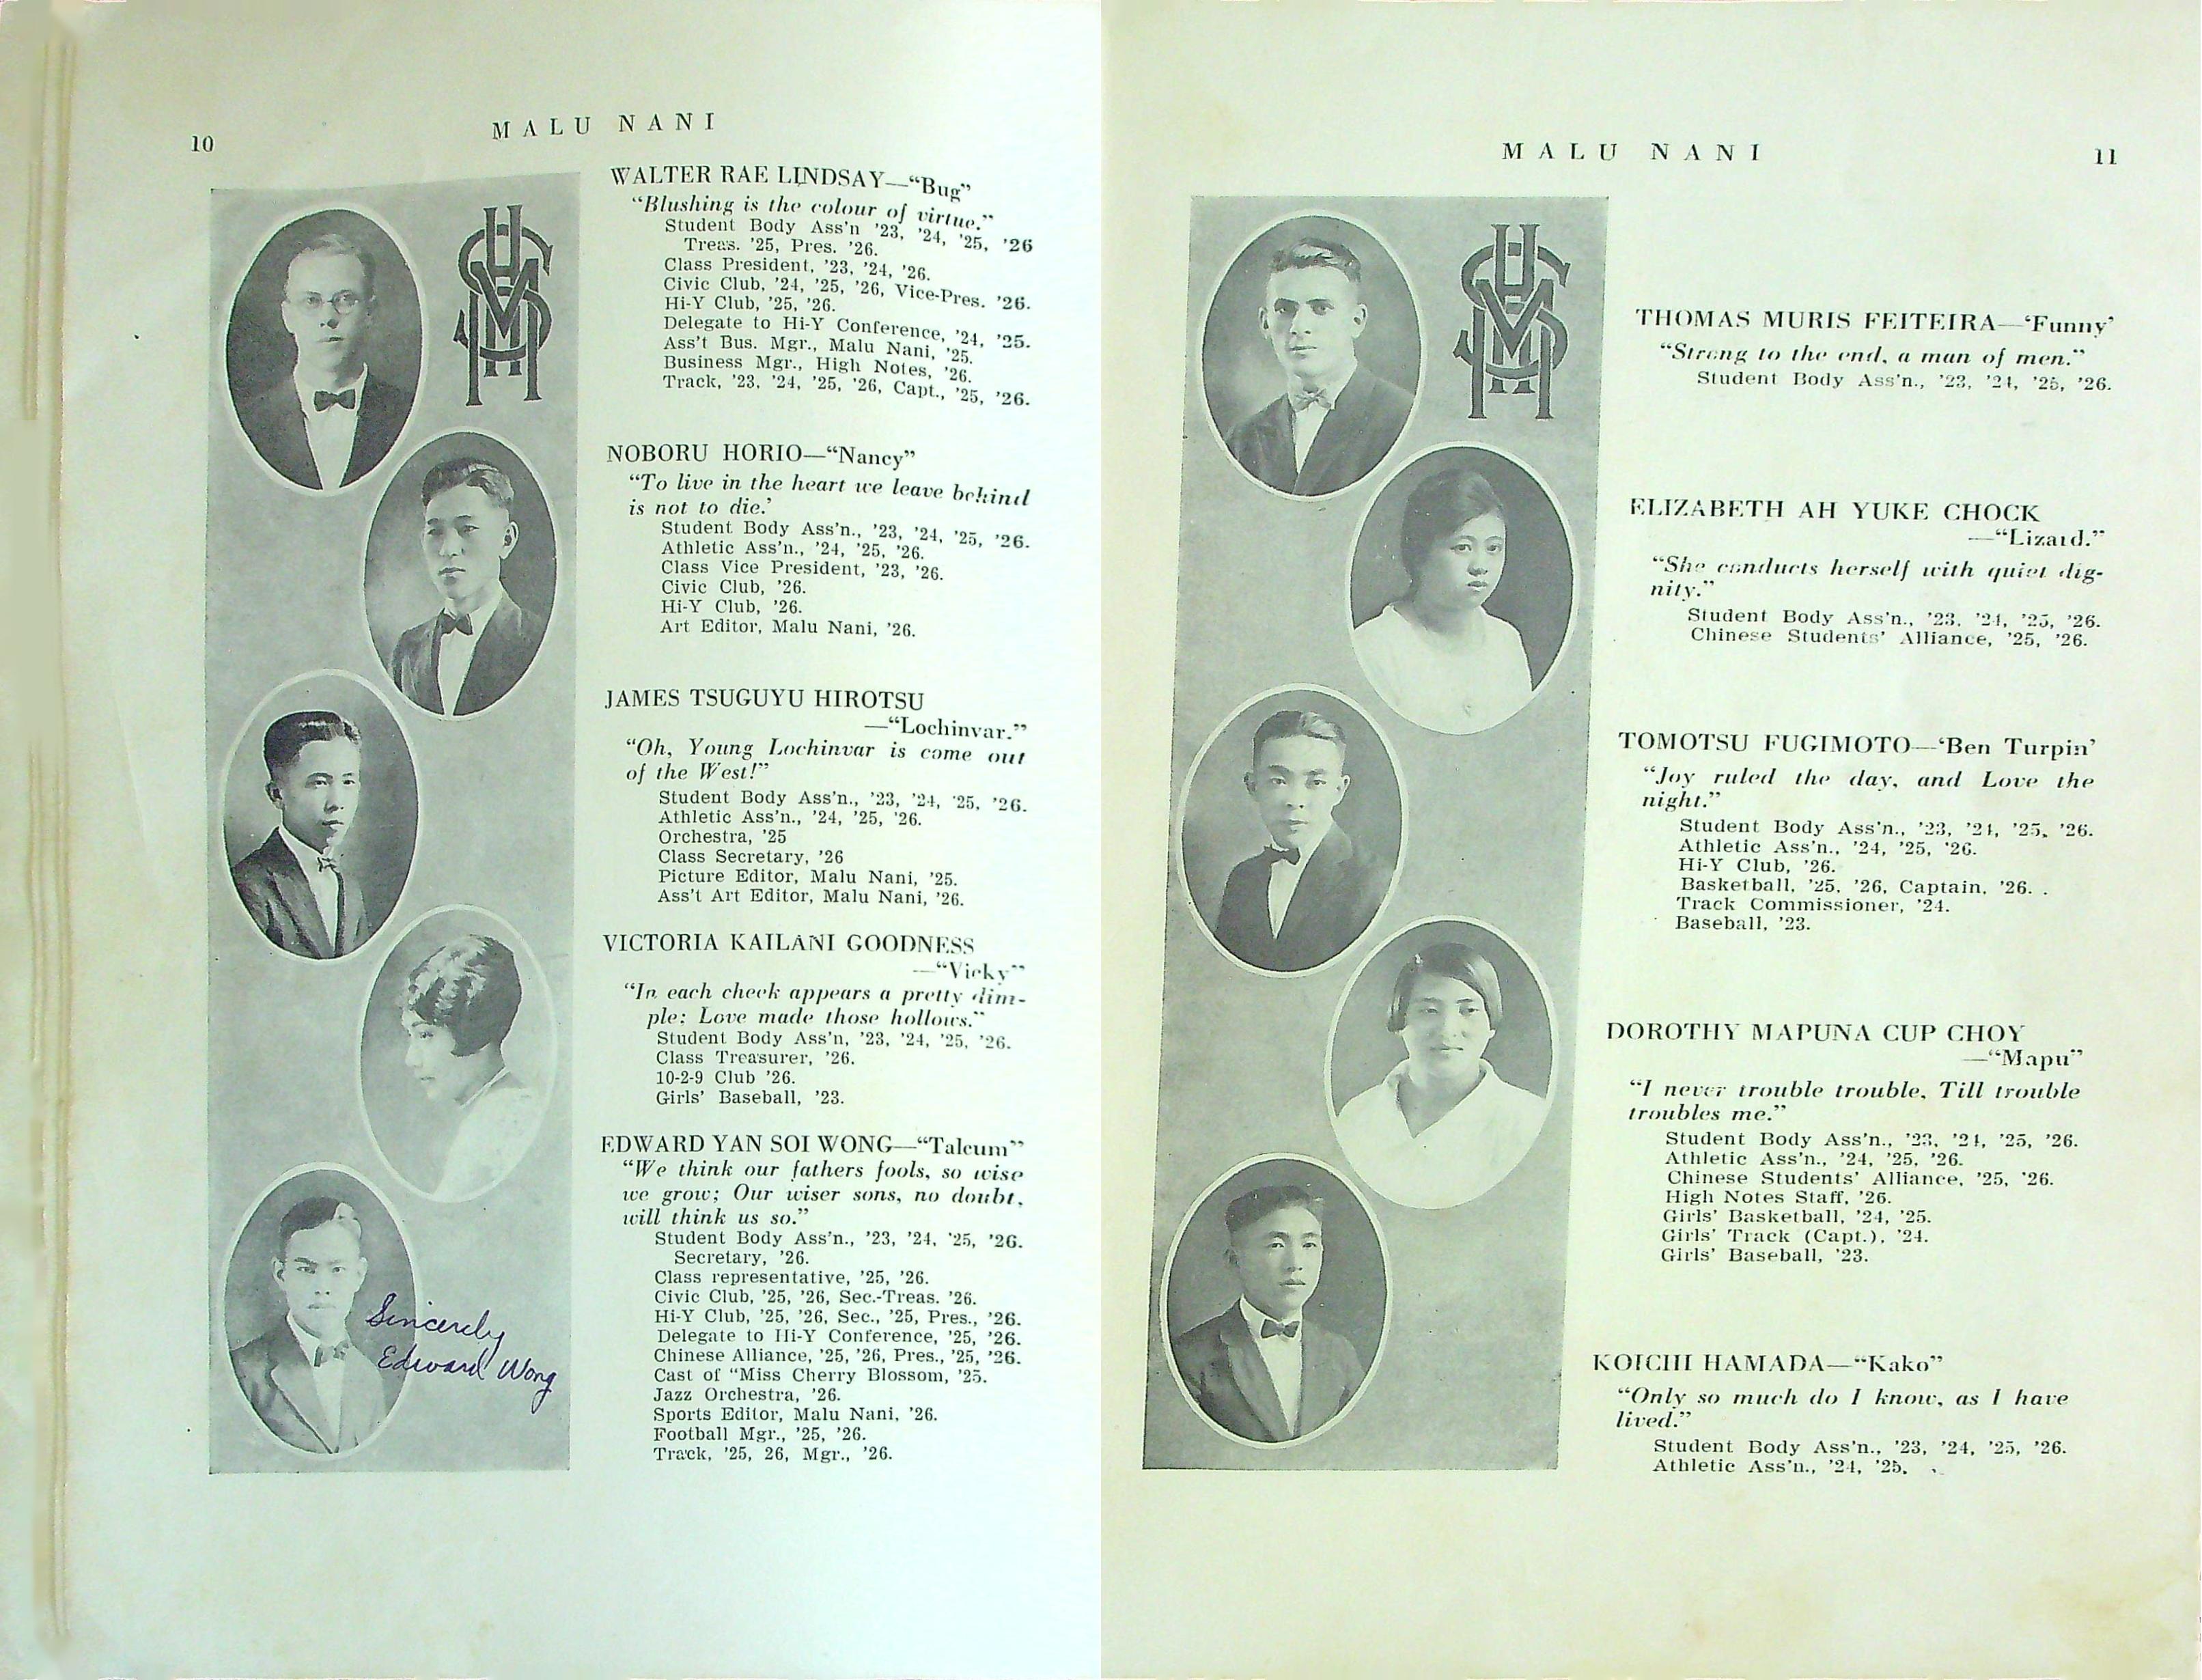 10
MALU NANI
WALTER RAE LINDSAY—“Bug”
“Blushing is the colour of virtue.”
Student Body Ass'n '23, '24, '25, '26
Treas. '25, Pres. '26.
Class President, '23, '24, '26.
Civic Club, '24, '25, '26, Vice-Pres. '26.
Hi-Y Club, '25, '26.
Delegate to Hi-Y Conference, '24, '25.
Ass't Bus. Mgr., Malu Nani, '25.
Business Mgr., High Notes, '26.
Track, '23, '24, '25, '26, Capt., '25, '26.
NOBORU HORIO—“Nancy”
“To live in the heart we leave behind
is not to die.’
Student Body Ass'n., '23, '24, '25, '26.
Athletic Ass'n., '24, '25, '26.
Class Vice President, '23, '26.
Civic Club, '26.
Hi-Y Club, '26.
Art Editor, Malu Nani, '26.
JAMES TSUGUYU HIROTSU
—“Lochinvar.”
“Oh, Young Lochinvar is come out
of the West!”
Student Body Ass'n., '23, '24, '25, '26.
Athletic Ass'n., '24, '25, '26.
Orchestra, '25
Class Secretary, '26
Picture Editor, Malu Nani, '25.
Ass't Art Editor, Malu Nani, '26.
VICTORIA KAILANI GOODNESS
—“Vicky”
“In each cheek appears a pretty dim-
ple; Love made those hollows.”
Student Body Ass'n, '23, '24, '25, '26.
Class Treasurer, '26.
10-2-9 Club '26.
Girls' Baseball, '23.
EDWARD YAN SOI WONG—“Talcum”
“We think our fathers fools, so wise
we grow; Our wiser sons, no doubt,
will think us so.”
Student Body Ass'n., '23, '24, '25, '26.
Secretary, '26.
Class representative, '25, '26.
Civic Club, '25, '26, Sec.-Treas. '26.
Hi-Y Club, '25, '26, Sec., '25, Pres., '26.
Delegate to Hi-Y Conference, '25, '26.
Chinese Alliance, '25, '26, Pres., '25, '26.
Cast of “Miss Cherry Blossom, '25.
Jazz Orchestra, '26.
Sports Editor, Malu Nani, '26.
Football Mgr., '25, '26.
Track, '25, 26, Mgr., '26.
Sincerely
Edward Wong
MALU NANI
11
THOMAS MURIS FEITEIRA—‘Funny’
“Strong to the end, a man of men.”
Student Body Ass'n., '23, '24, '25, '26.
ELIZABETH AH YUKE CHOCK
—“Lizard.”
“She conducts herself with quiet dig-
nity.”
Student Body Ass'n., '23, '24, '25, '26.
Chinese Students' Alliance, '25, '26.
TOMOTSU FUGIMOTO—‘Ben Turpin’
“Joy ruled the day, and Love the
night.”
Student Body Ass'n., '23, '24, '25, '26.
Athletic Ass'n., '24, '25, '26.
Hi-Y Club, '26.
Basketball, '25, '26, Captain, '26.
Track Commissioner, '24.
Baseball, '23.
DOROTHY MAPUNA CUP CHOY
—“Mapu”
“I never trouble trouble, Till trouble
troubles me.”
Student Body Ass'n., '23, '24, '25, '26.
Athletic Ass'n., '24, '25, '26.
Chinese Students' Alliance, '25, '26.
High Notes Staff, '26.
Girls' Basketball, '24, '25.
Girls' Track (Capt.), '24.
Girls' Baseball, '23.
KOICHI HAMADA—“Kako”
“Only so much do I know, as I have
lived.”
Student Body Ass'n., '23, '24, '25, '26.
Athletic Ass'n., '24, '25.